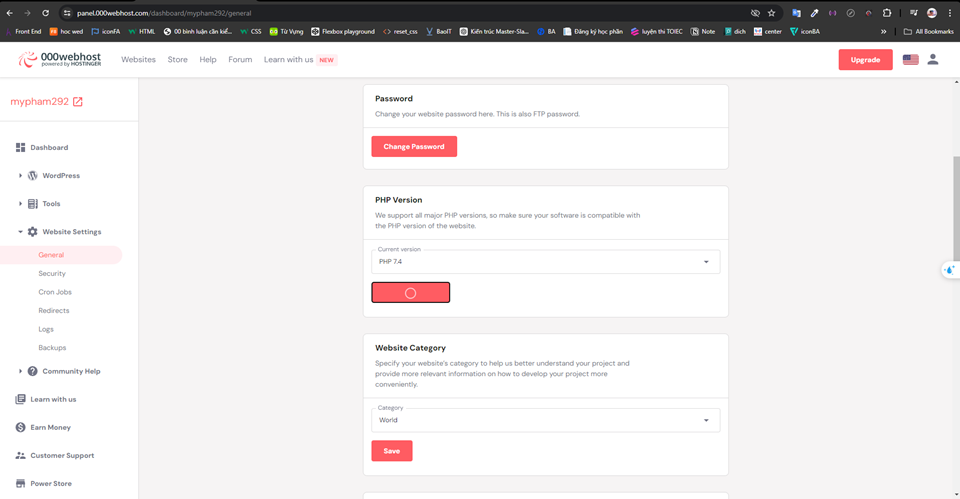 panel.000webhost.com/dashboard/mypham292/general
Front End
hoc wed
iconFA
HTML
00 bình luận cần kiể...
CSS
Từ Vựng
Flexbox playground
reset_css
BaoIT
Kiến trúc Master-Sla...
BA
Đăng ký học phần
luyện thi TOIEC
Note
dich
center
iconBA
All Bookmarks
000webhost
powered by HOSTINGER
Websites
Store
Help
Forum
Learn with us
NEW
Upgrade
mypham292
Dashboard
WordPress
Tools
Website Settings
General
Security
Cron Jobs
Redirects
Logs
Backups
Community Help
Learn with us
Earn Money
Customer Support
Power Store
Password
Change your website password here. This is also FTP password.
Change Password
PHP Version
We support all major PHP versions, so make sure your software is compatible with
the PHP version of the website.
Current version
PHP 7.4
Website Category
Specify your website's category to help us better understand your project and
provide more relevant information on how to develop your project more
conveniently.
Category
World
Save